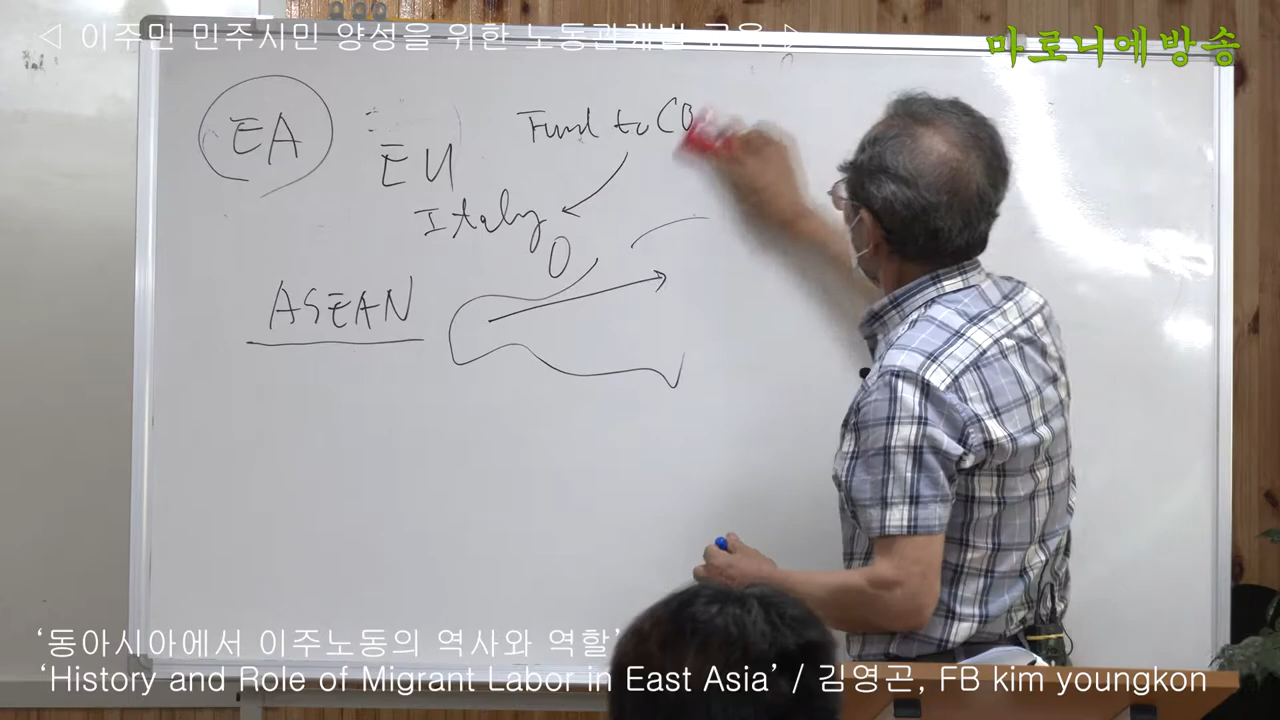 ◁ 이주민 민주시민 양성을 위한 노동관계법 교육 ▷
마로니에방송
EA
EU
Fund to CO
Italy
ASEAN
‘동아시아에서 이주노동의 역사와 역할’
‘History and Role of Migrant Labor in East Asia’ / 김영곤, FB kim youngkon